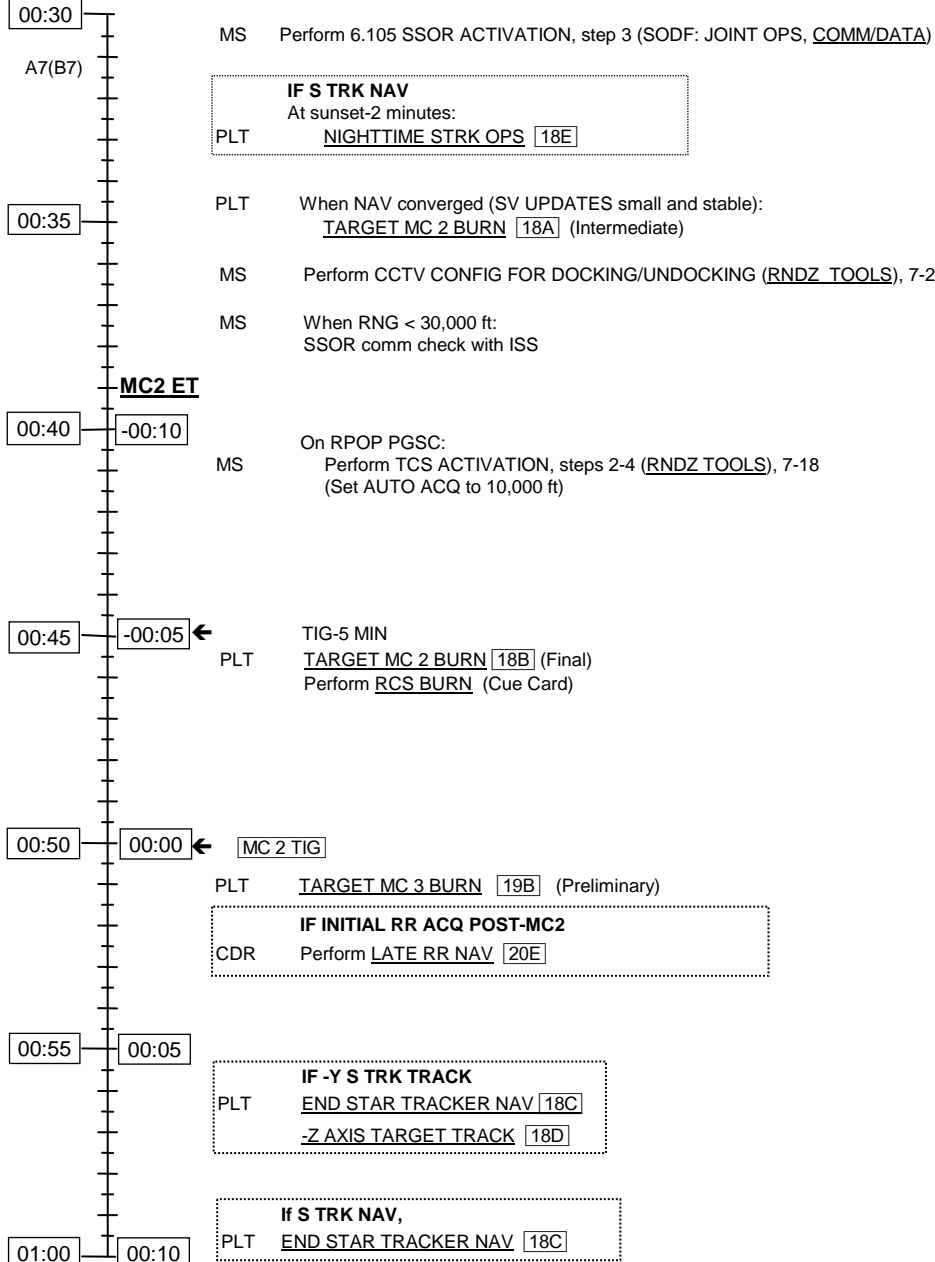 00:30
MS Perform 6.105 SSOR ACTIVATION, step 3 (SODF: JOINT OPS, COMM/DATA)
A7(B7)
IF S TRK NAV
At sunset-2 minutes:
PLT NIGHTTIME STRK OPS 18E
PLT When NAV converged (SV UPDATES small and stable):
00:35
TARGET MC 2 BURN 18A (Intermediate)
MS Perform CCTV CONFIG FOR DOCKING/UNDOCKING (RNDZ TOOLS), 7-2
MS When RNG < 30,000 ft:
SSOR comm check with ISS
MC2 ET
00:40 -00:10
On RPOP PGSC:
MS Perform TCS ACTIVATION, steps 2-4 (RNDZ TOOLS), 7-18
(Set AUTO ACQ to 10,000 ft)
00:45 -00:05 ← TIG-5 MIN
PLT TARGET MC 2 BURN 18B (Final)
Perform RCS BURN (Cue Card)
00:50 00:00 ← MC 2 TIG
PLT TARGET MC 3 BURN 19B (Preliminary)
IF INITIAL RR ACQ POST-MC2
CDR Perform LATE RR NAV 20E
00:55 00:05
IF -Y S TRK TRACK
PLT END STAR TRACKER NAV 18C
-Z AXIS TARGET TRACK 18D
If S TRK NAV,
PLT END STAR TRACKER NAV 18C
01:00 00:10